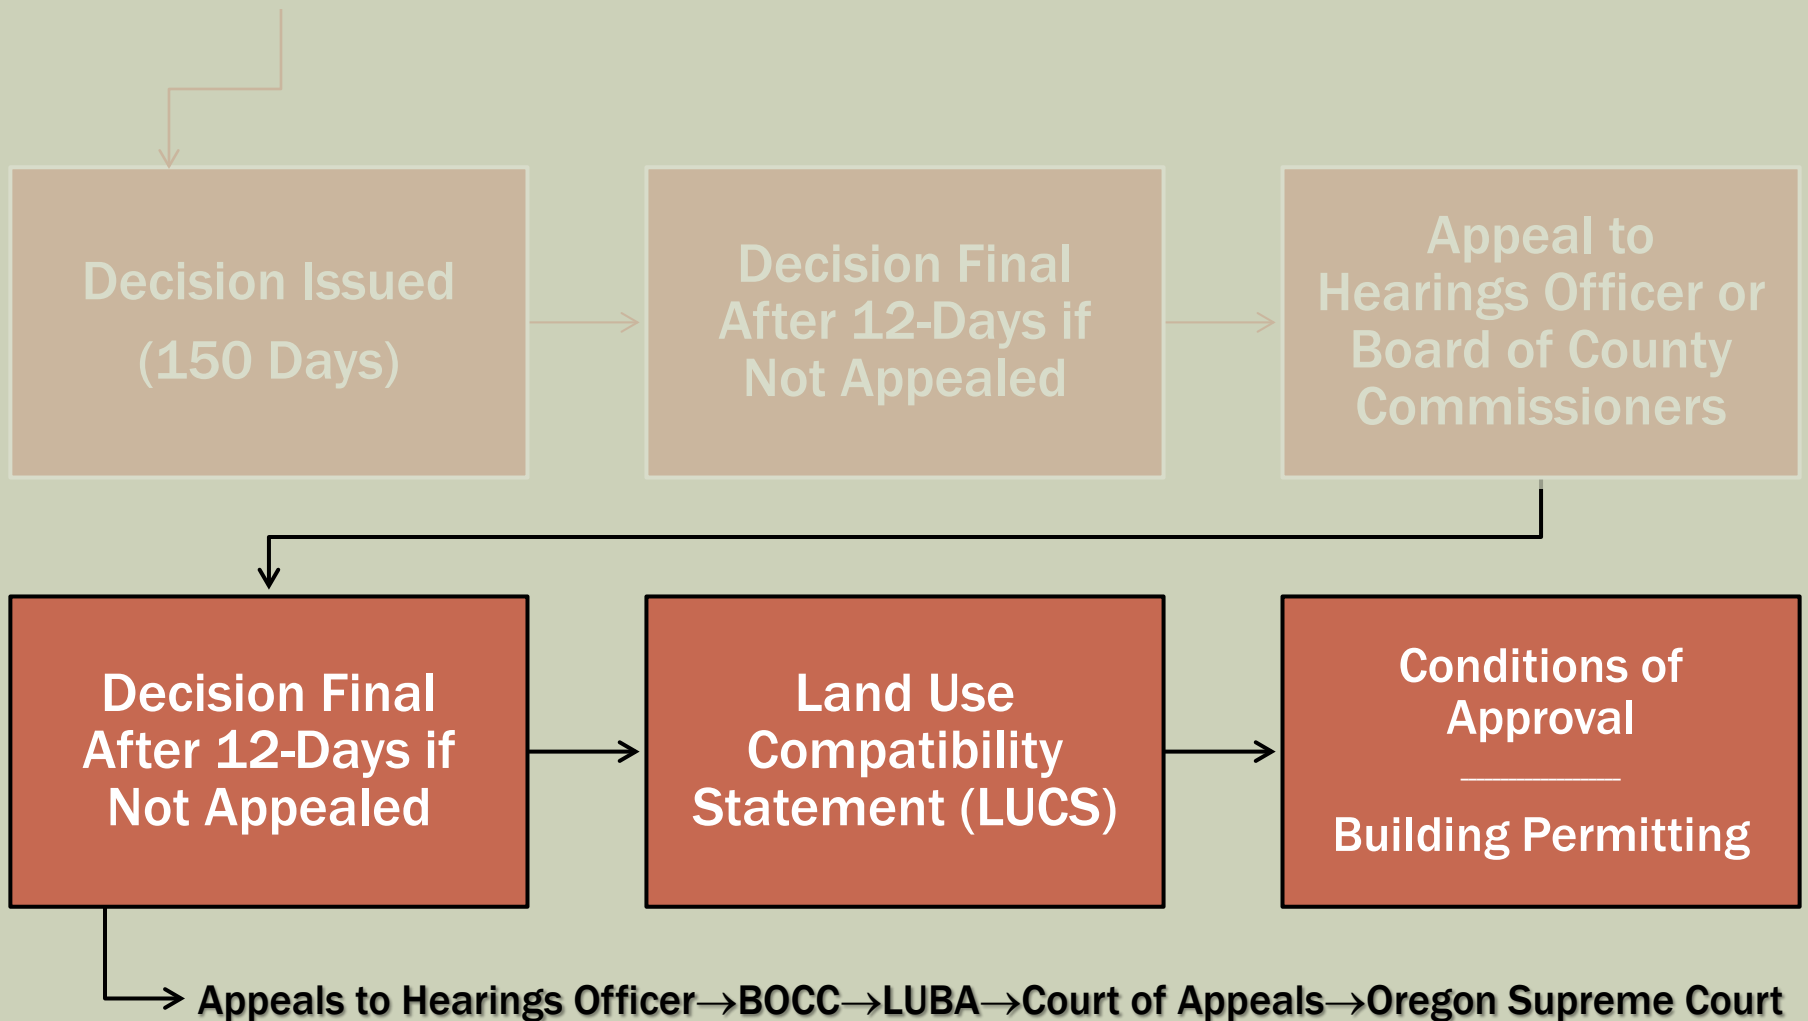 Decision Issued
(150 Days)
Decision Final
After 12-Days if
Not Appealed
Appeal to
Hearings Officer or
Board of County
Commissioners
Decision Final
After 12-Days if
Not Appealed
Land Use
Compatibility
Statement (LUCS)
Conditions of
Approval
Building Permitting
Appeals to Hearings Officer→BOCC→LUBA→Court of Appeals→Oregon Supreme Court